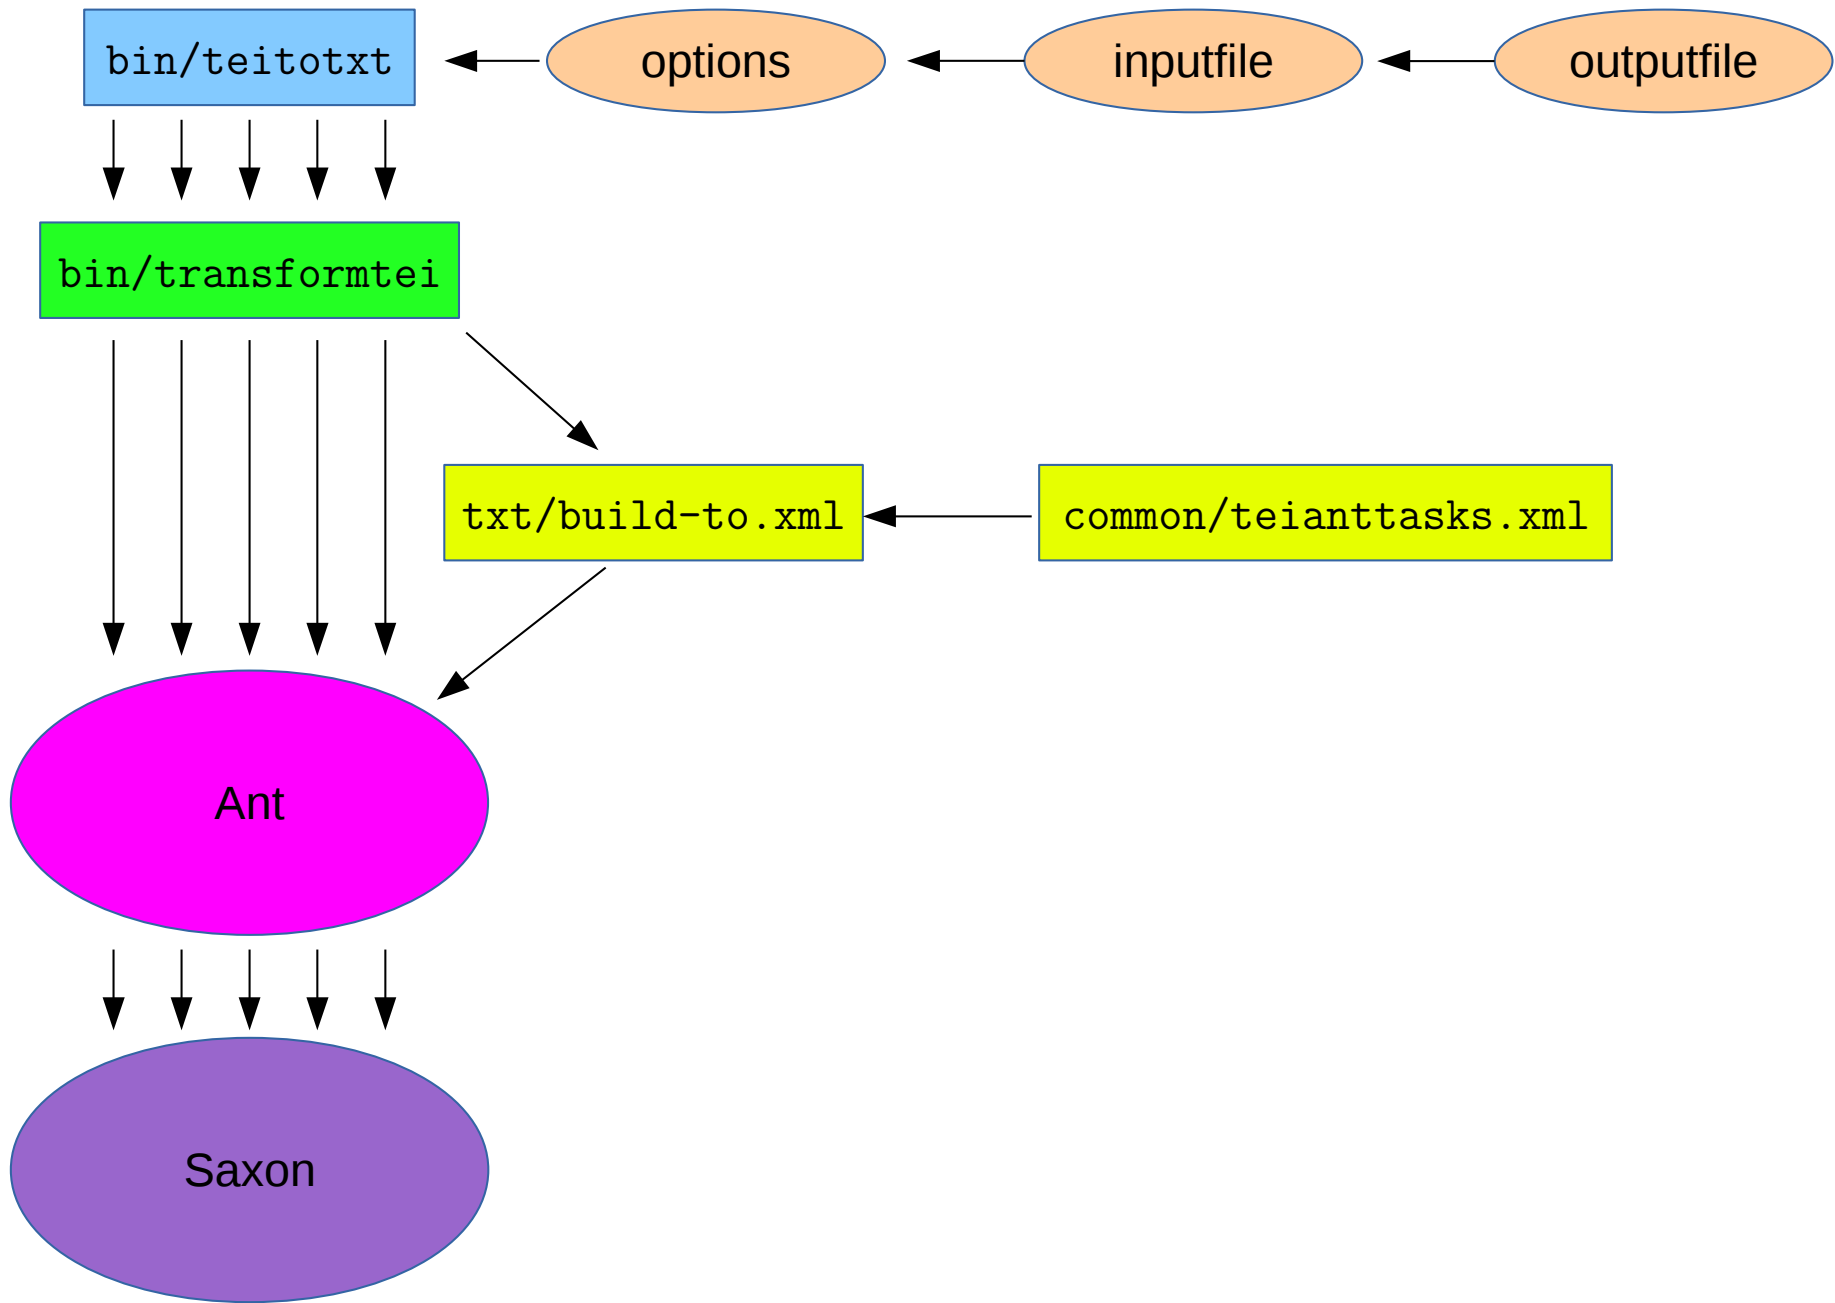 bin/teitotxt
options
inputfile
outputfile
bin/transformtei
txt/build-to.xml
common/teianttasks.xml
Ant
Saxon